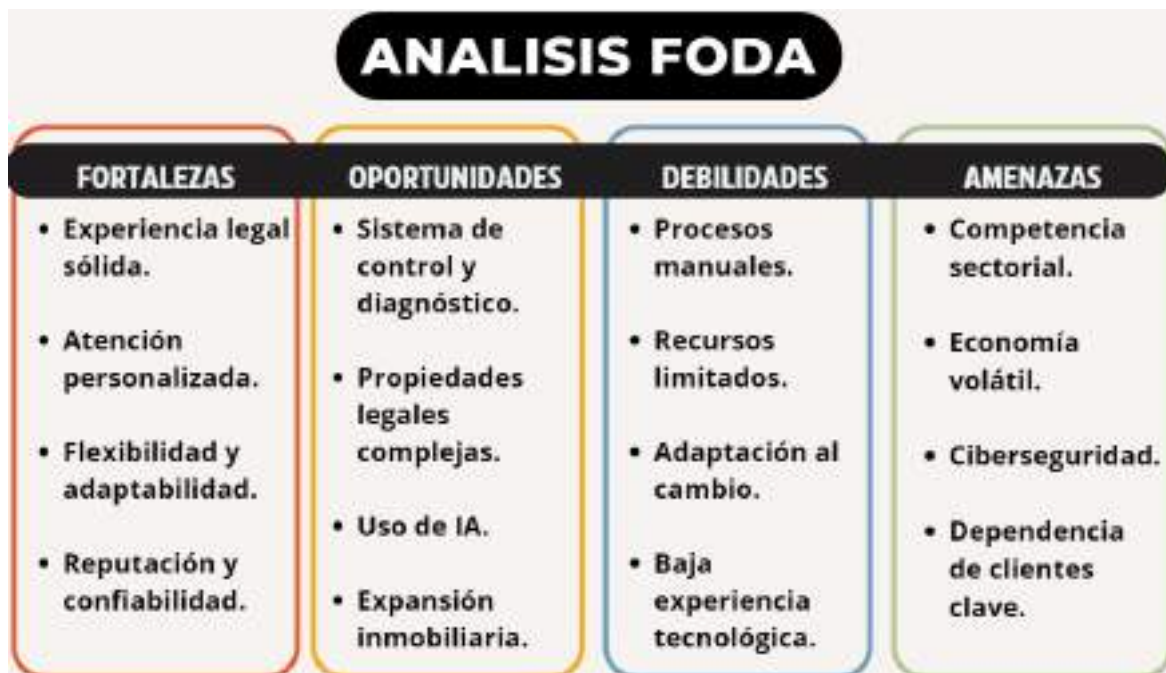 ANALISIS FODA
FORTALEZAS
• Experiencia legal
sólida.
• Atención
personalizada.
• Flexibilidad y
adaptabilidad.
• Reputación y
confiabilidad.
OPORTUNIDADES
• Sistema de
control y
diagnóstico.
• Propiedades
legales
complejas.
• Uso de IA.
• Expansión
inmobiliaria.
DEBILIDADES
• Procesos
manuales.
• Recursos
limitados.
• Adaptación al
cambio.
• Baja
experiencia
tecnológica.
AMENAZAS
• Competencia
sectorial.
• Economía
volátil.
• Ciberseguridad.
• Dependencia
de clientes
clave.